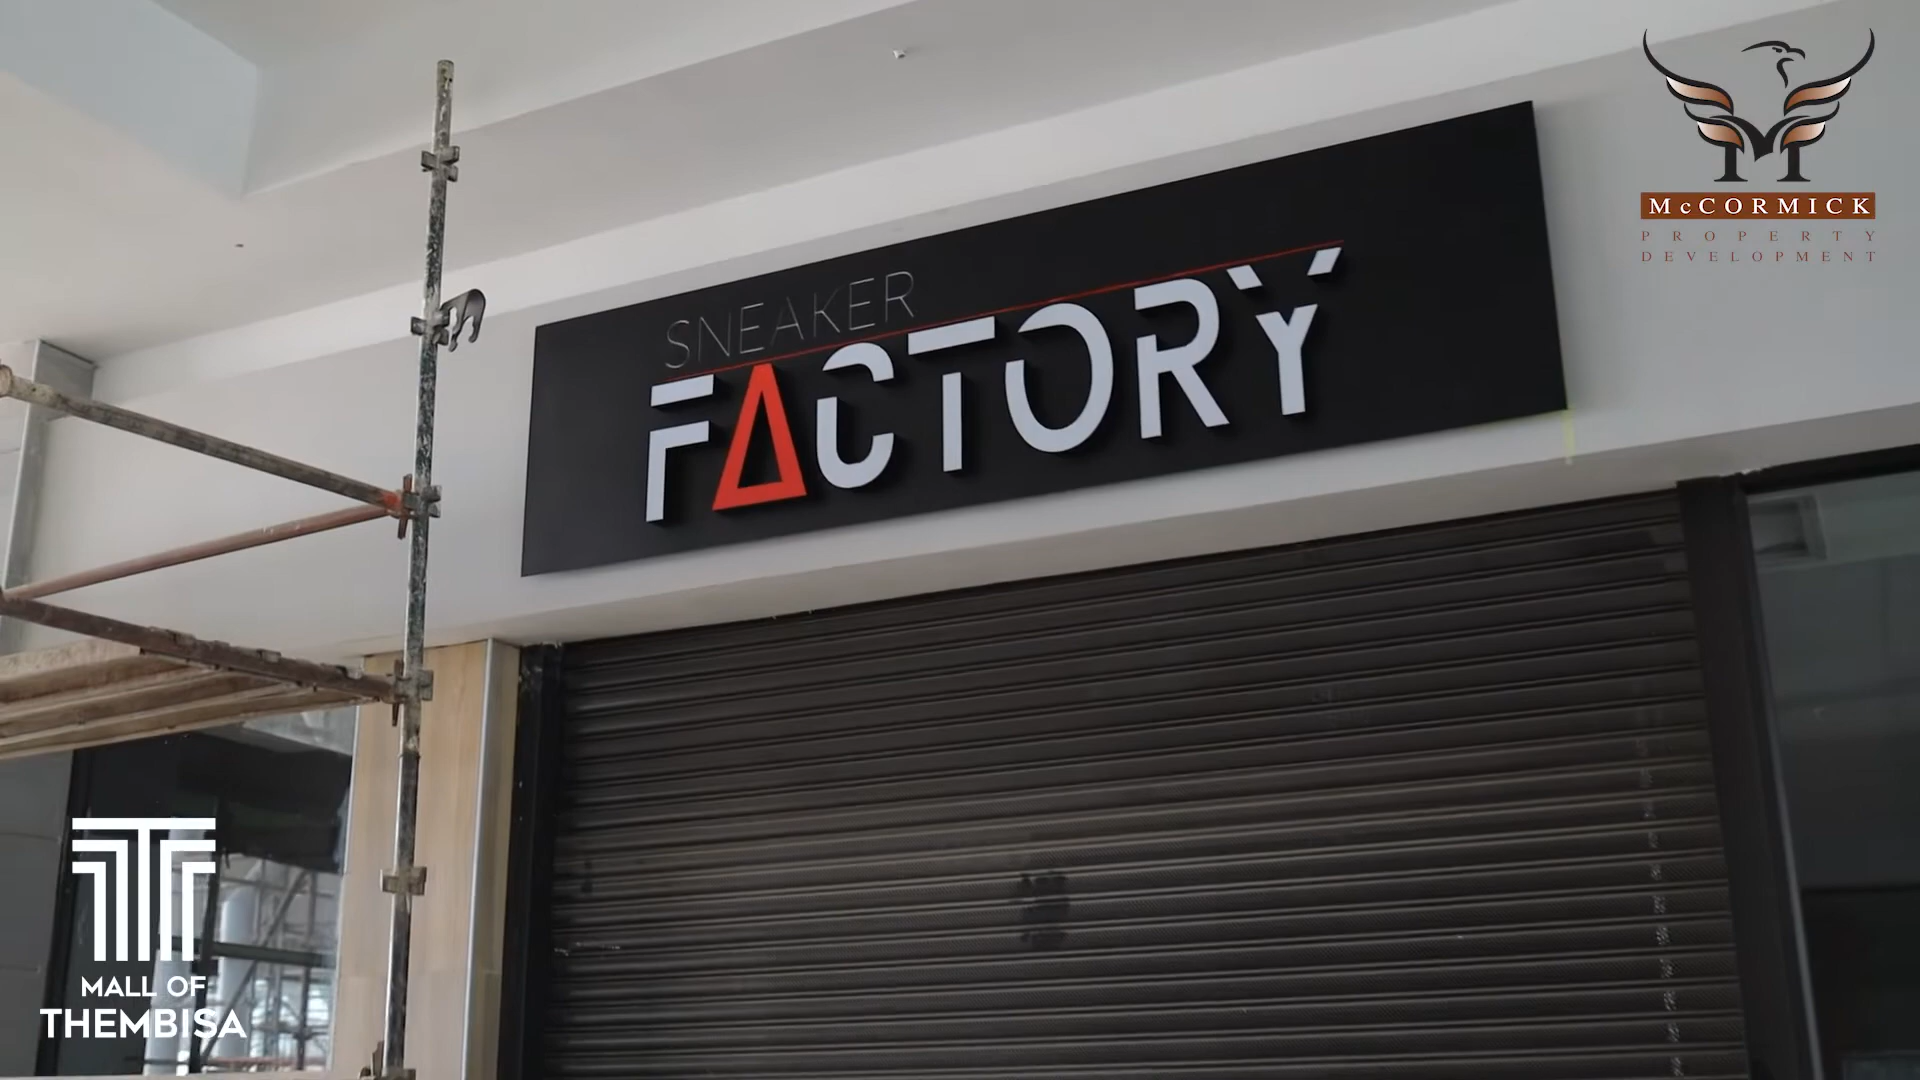 McCORMICK
PROPERTY
DEVELOPMENT
SNEAKER
FACTORY
MALL OF
THEMBISA